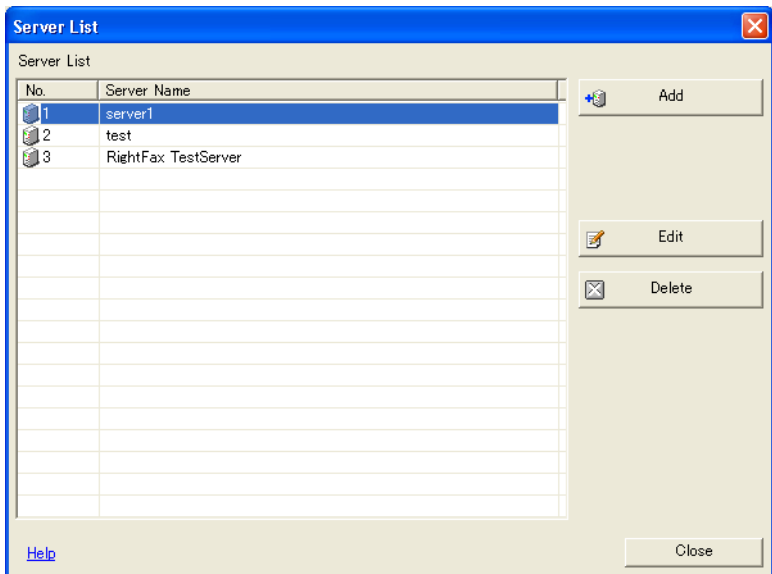 Server List
Server List
No. Server Name
1 server1
2 test
3 RightFax TestServer
Add
Edit
Delete
Help
Close